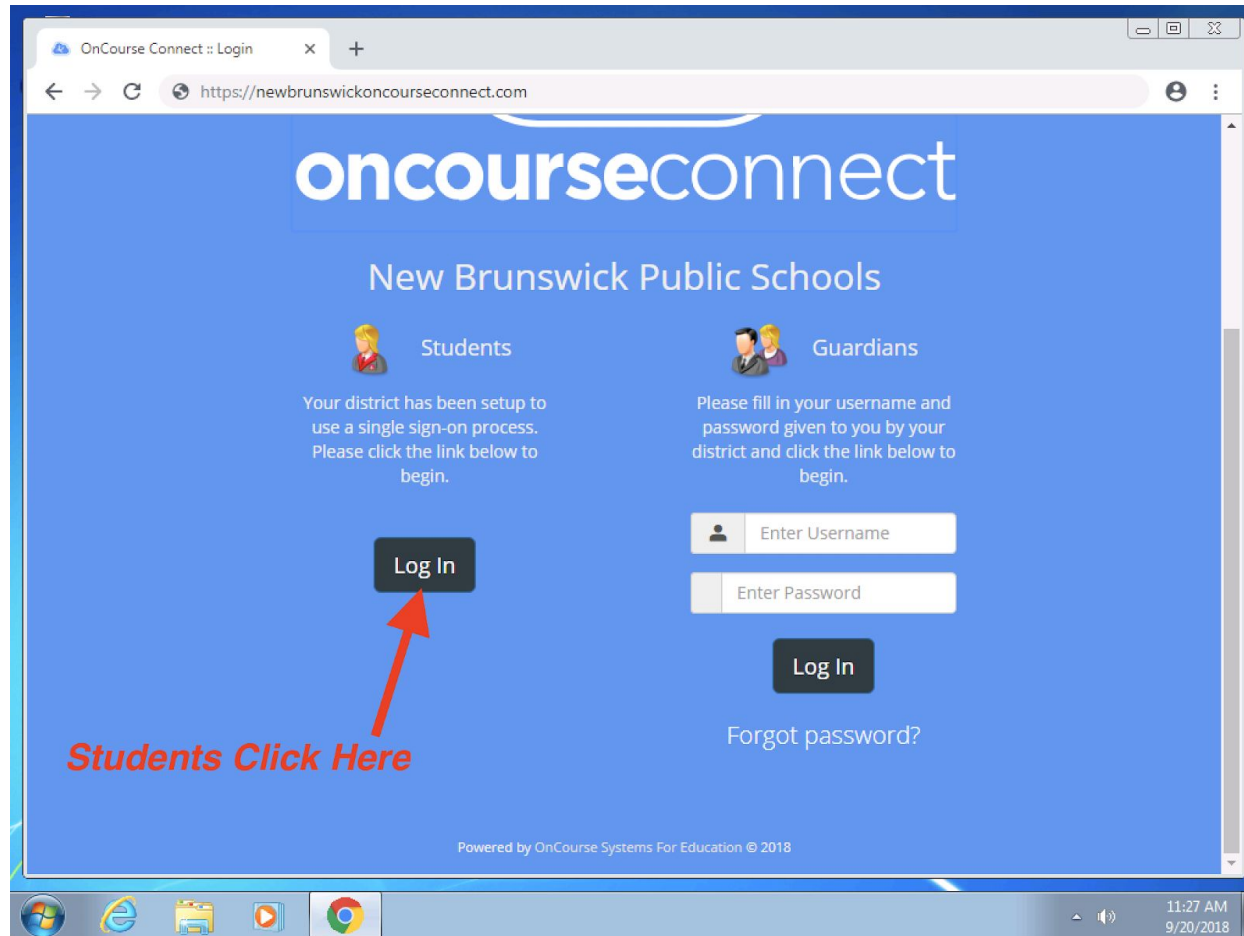 OnCourse Connect :: Login
https://newbrunswickoncourseconnect.com
oncourseconnect
New Brunswick Public Schools
Students
Your district has been setup to
use a single sign-on process.
Please click the link below to
begin.
Log In
Students Click Here
Guardians
Please fill in your username and
password given to you by your
district and click the link below to
begin.
Enter Username
Enter Password
Log In
Forgot password?
Powered by OnCourse Systems For Education © 2018
11:27 AM
9/20/2018